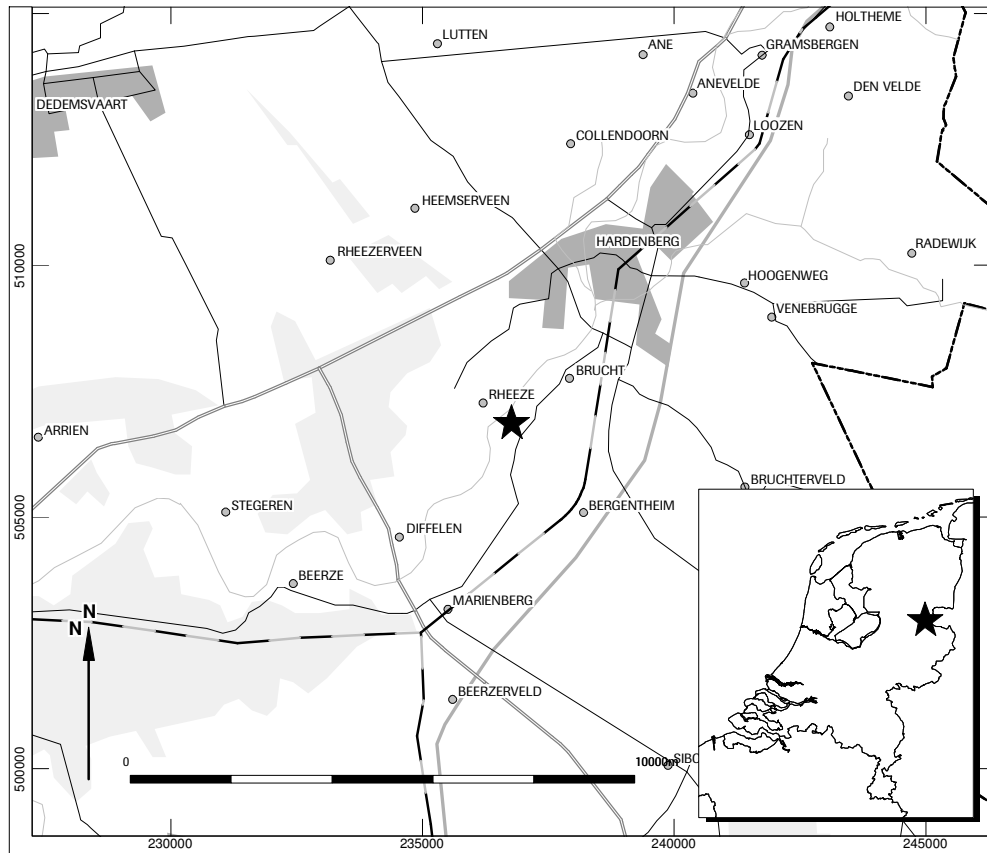 HOLTHEME
LUTTEN
ANE
GRAMSBERGEN
ANEVELDE
DEN VELDE
DEDEMSVAART
LOOZEN
COLLENDOORN
HEEMSERVEEN
HARDENBERG
RADEWIJK
RHEEZERVEEN
510000
HOOGENWEG
VENEBRUGGE
BRUCHT
RHEEZE
ARRIEN
BRUCHTERVELD
STEGEREN
BERGENTHEIM
505000
DIFFELEN
BEERZE
MARIENBERG
N
N
BEERZERVELD
0
10000m
SIBC
500000
230000
235000
240000
245000